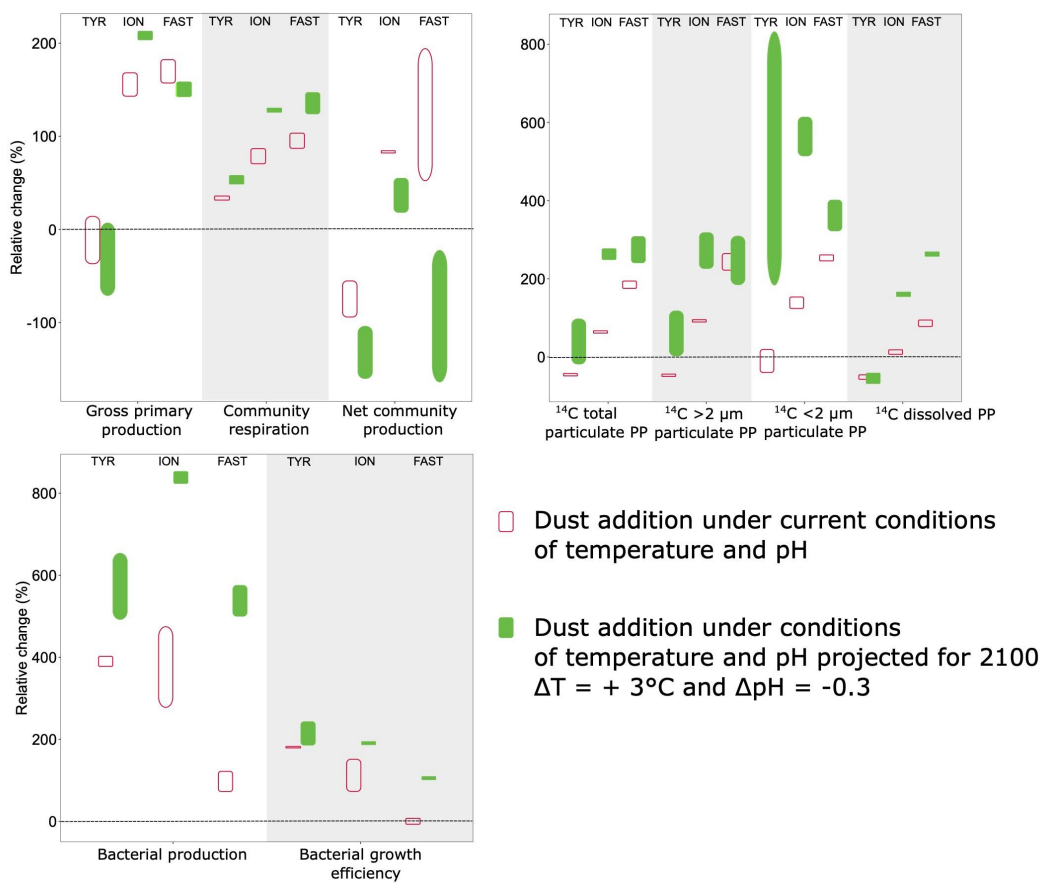 TYR ION FAST TYR ION FAST TYR ION FAST
Relative change (%)
200
100
0
-100
Gross primary
production
Community
respiration
Net community
production
TYR ION FAST TYR ION FAST TYR ION FAST TYR ION FAST
800
600
400
200
0
¹⁴C total
particulate PP
¹⁴C >2 µm
particulate PP
¹⁴C <2 µm
particulate PP
¹⁴C dissolved PP
TYR ION FAST TYR ION FAST
Relative change (%)
800
600
400
200
0
Bacterial production
Bacterial growth
efficiency
Dust addition under current conditions
of temperature and pH
Dust addition under conditions
of temperature and pH projected for 2100
ΔT = + 3°C and ΔpH = -0.3